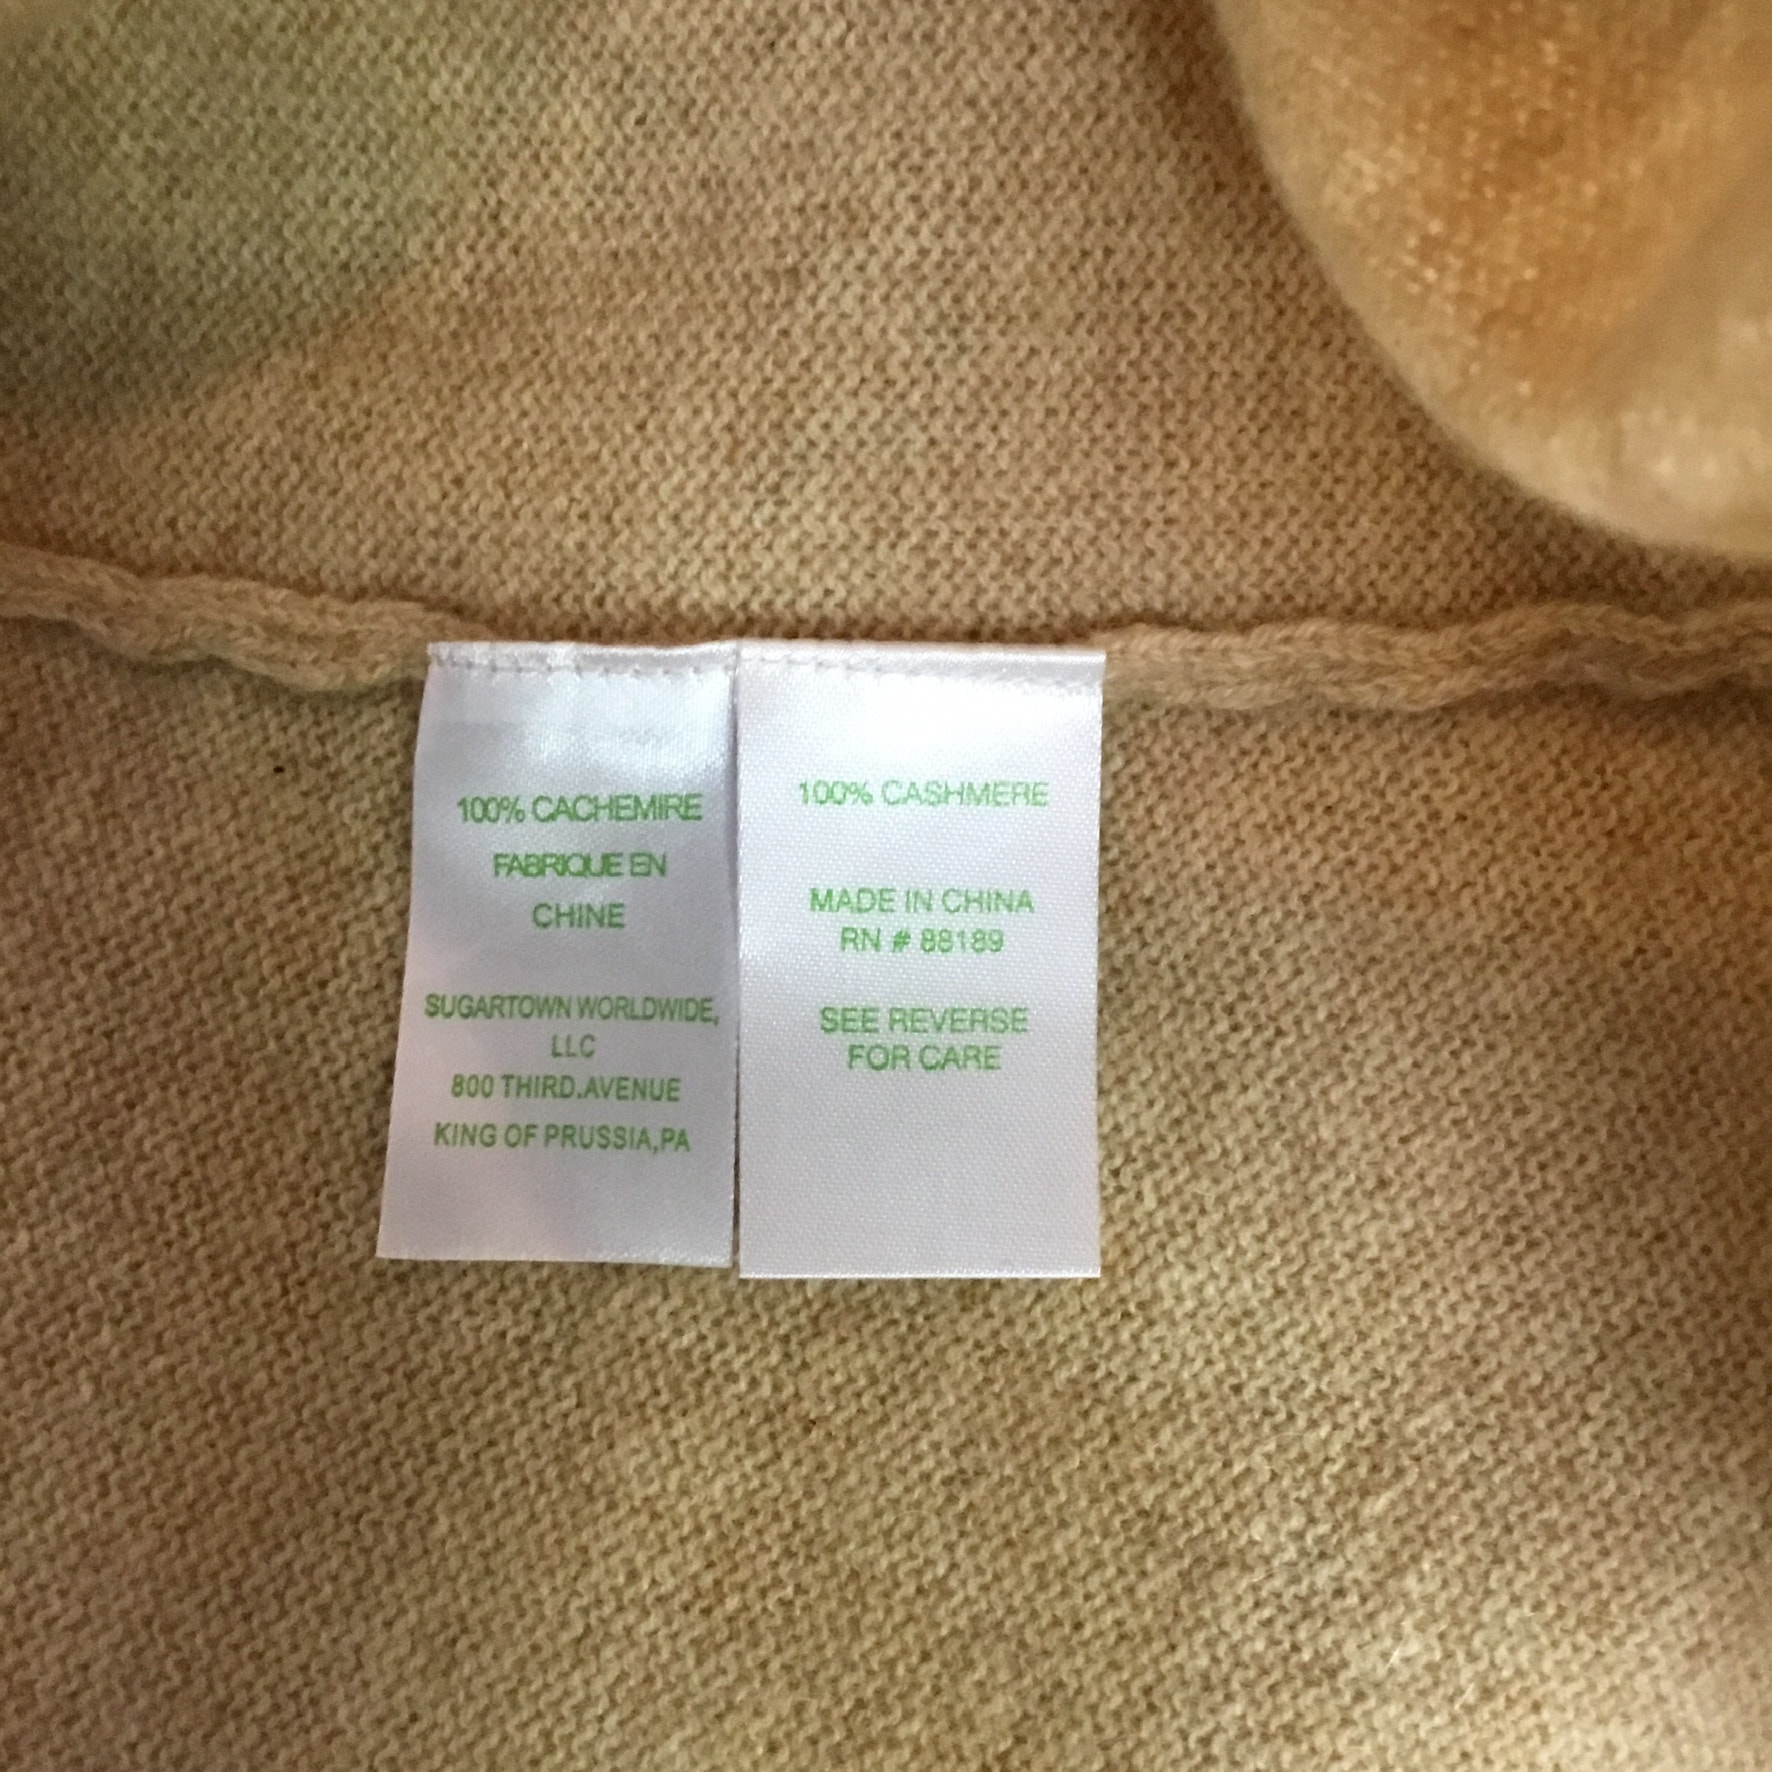 100% CACHEMIRE
FABRIQUE EN
CHINE
SUGARTOWN WORLDWIDE,
LLC
800 THIRD.AVENUE
KING OF PRUSSIA,PA
100% CASHMERE
MADE IN CHINA
RN # 88189
SEE REVERSE
FOR CARE